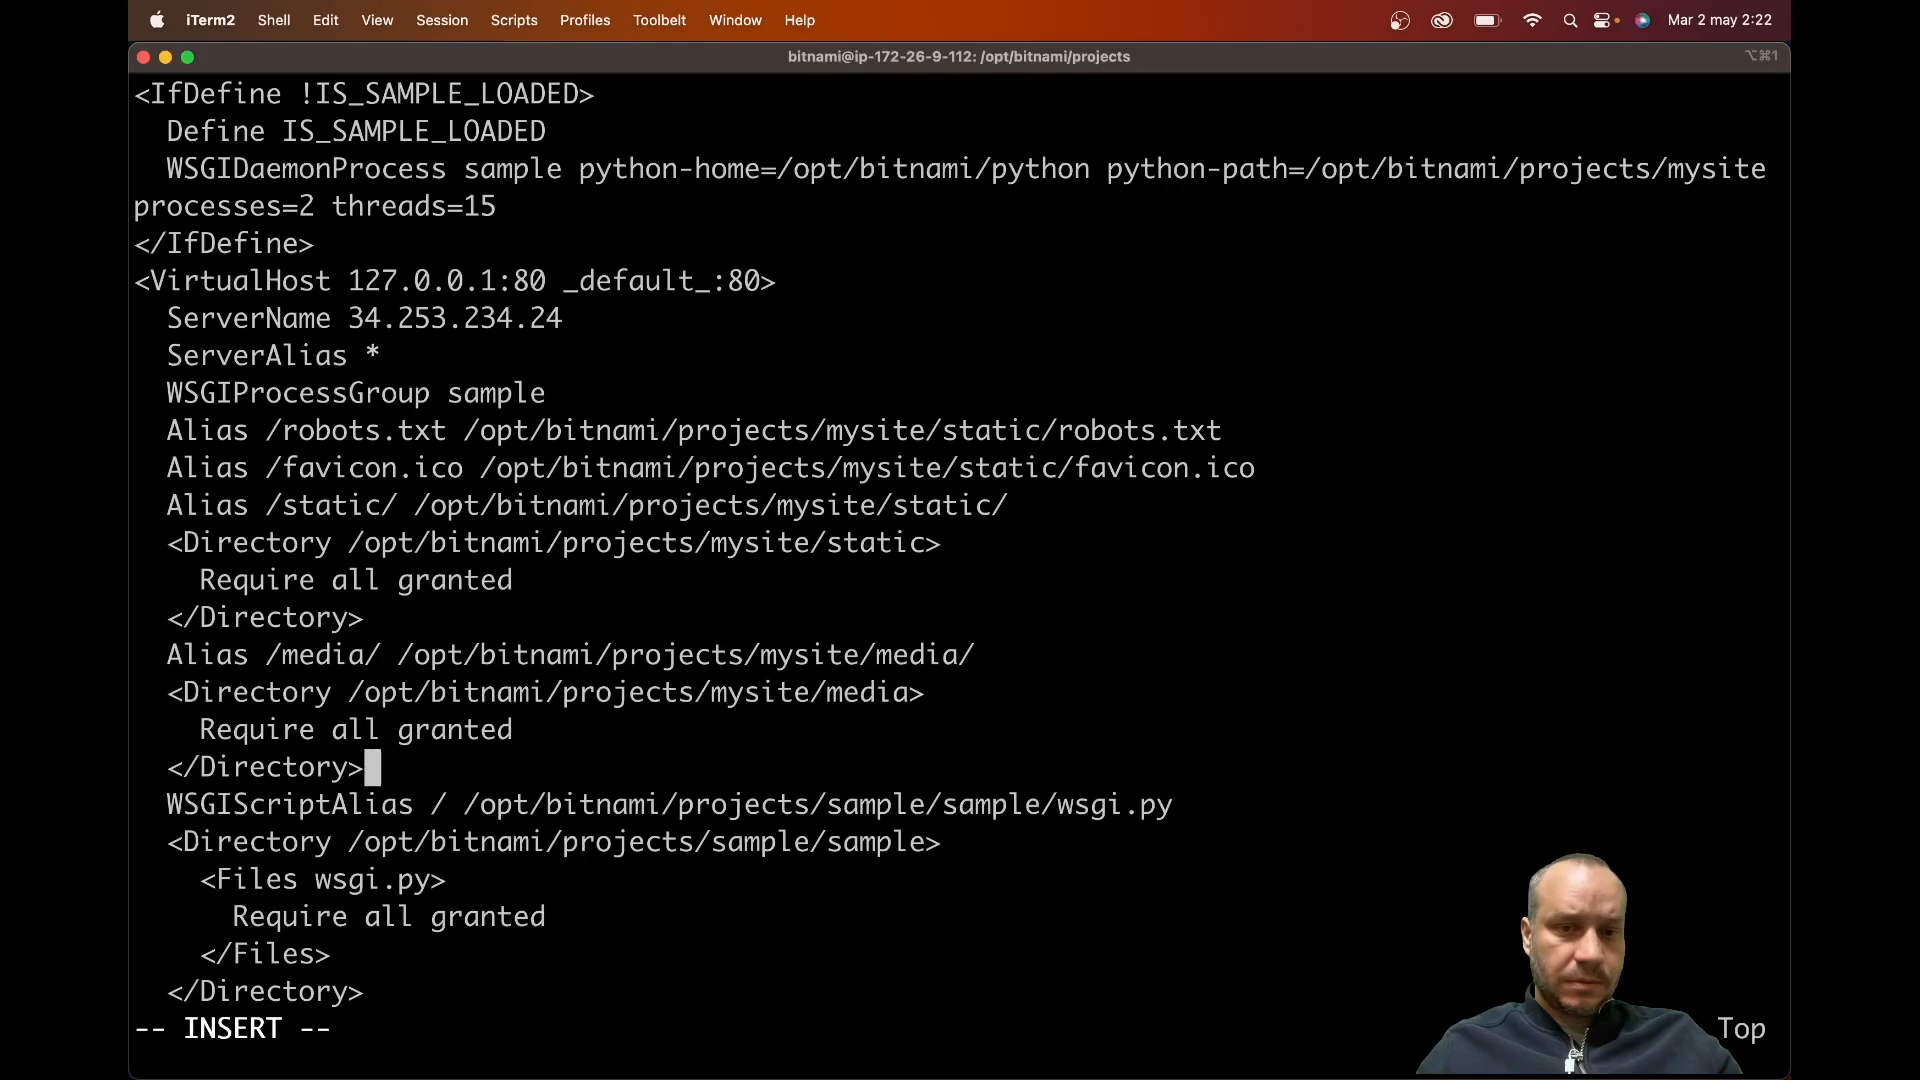 iTerm2 Shell Edit View Session Scripts Profiles Toolbelt Window Help Mar 2 may 2:22
bitnami@ip-172-26-9-112: /opt/bitnami/projects ⌥⌘1
<IfDefine !IS_SAMPLE_LOADED>
  Define IS_SAMPLE_LOADED
  WSGIDaemonProcess sample python-home=/opt/bitnami/python python-path=/opt/bitnami/projects/mysite
processes=2 threads=15
</IfDefine>
<VirtualHost 127.0.0.1:80 _default_:80>
  ServerName 34.253.234.24
  ServerAlias *
  WSGIProcessGroup sample
  Alias /robots.txt /opt/bitnami/projects/mysite/static/robots.txt
  Alias /favicon.ico /opt/bitnami/projects/mysite/static/favicon.ico
  Alias /static/ /opt/bitnami/projects/mysite/static/
  <Directory /opt/bitnami/projects/mysite/static>
    Require all granted
  </Directory>
  Alias /media/ /opt/bitnami/projects/mysite/media/
  <Directory /opt/bitnami/projects/mysite/media>
    Require all granted
  </Directory>
  WSGIScriptAlias / /opt/bitnami/projects/sample/sample/wsgi.py
  <Directory /opt/bitnami/projects/sample/sample>
    <Files wsgi.py>
      Require all granted
    </Files>
  </Directory>
-- INSERT -- Top